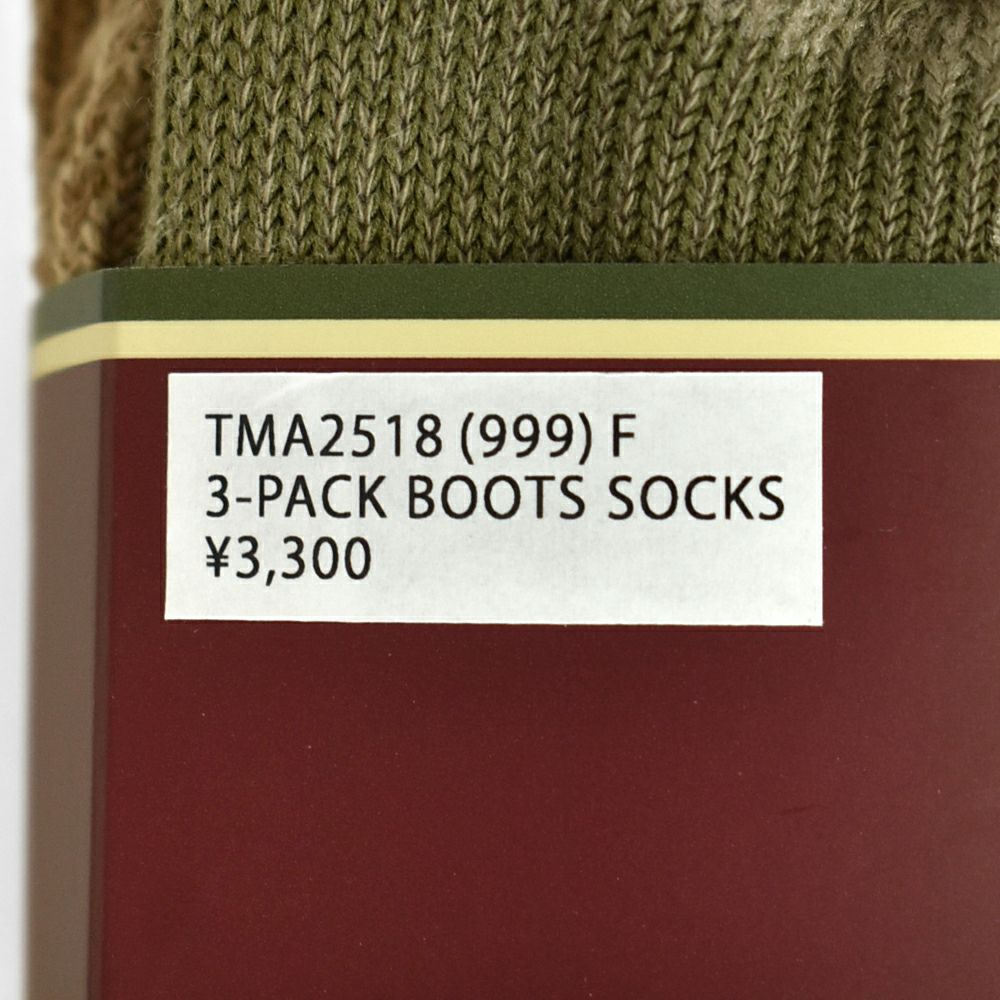 TMA2518 (999) F
3-PACK BOOTS SOCKS
¥3,300